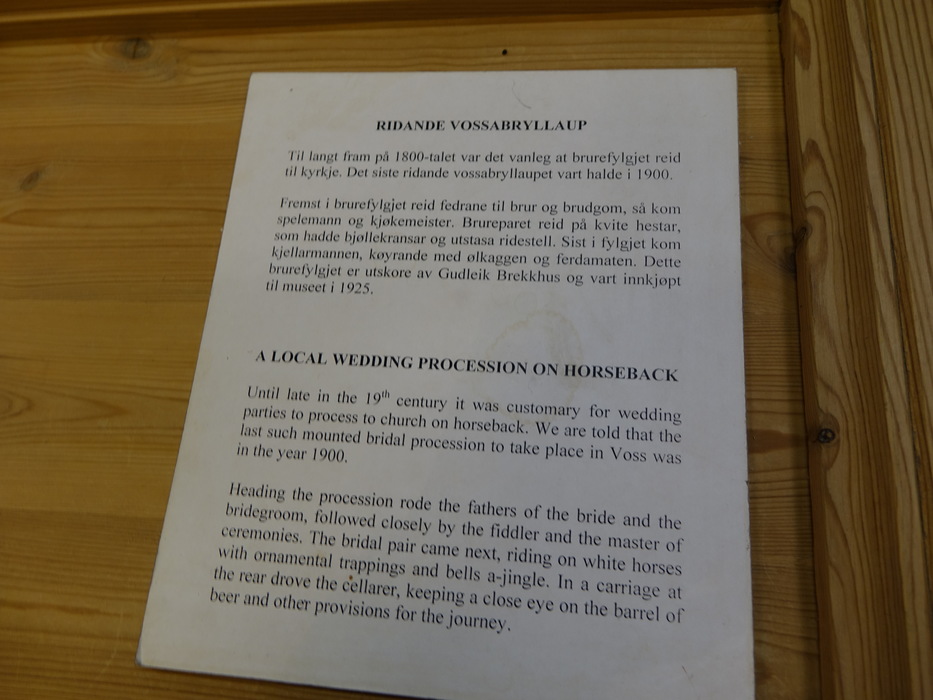 RIDANDE VOSSABRYLLAUP
Til langt fram på 1800-talet var det vanleg at brurefylgjet reid
til kyrkje. Det siste ridande vossabryllaupet vart halde i 1900.
Fremst i brurefylgjet reid fedrane til brur og brudgom, så kom
spelemann og kjøkemeister. Brureparet reid på kvite hestar,
som hadde bjøllekransar og utstasa ridestell. Sist i fylgjet kom
kjellarmannen, køyrande med ølkaggen og ferdamaten. Dette
brurefylgjet er utskore av Gudleik Brekkhus og vart innkjøpt
til museet i 1925.
A LOCAL WEDDING PROCESSION ON HORSEBACK
Until late in the 19th century it was customary for wedding
parties to process to church on horseback. We are told that the
last such mounted bridal procession to take place in Voss was
in the year 1900.
Heading the procession rode the fathers of the bride and the
bridegroom, followed closely by the fiddler and the master of
ceremonies. The bridal pair came next, riding on white horses
with ornamental trappings and bells a-jingle. In a carriage at
the rear drove the cellarer, keeping a close eye on the barrel of
beer and other provisions for the journey.